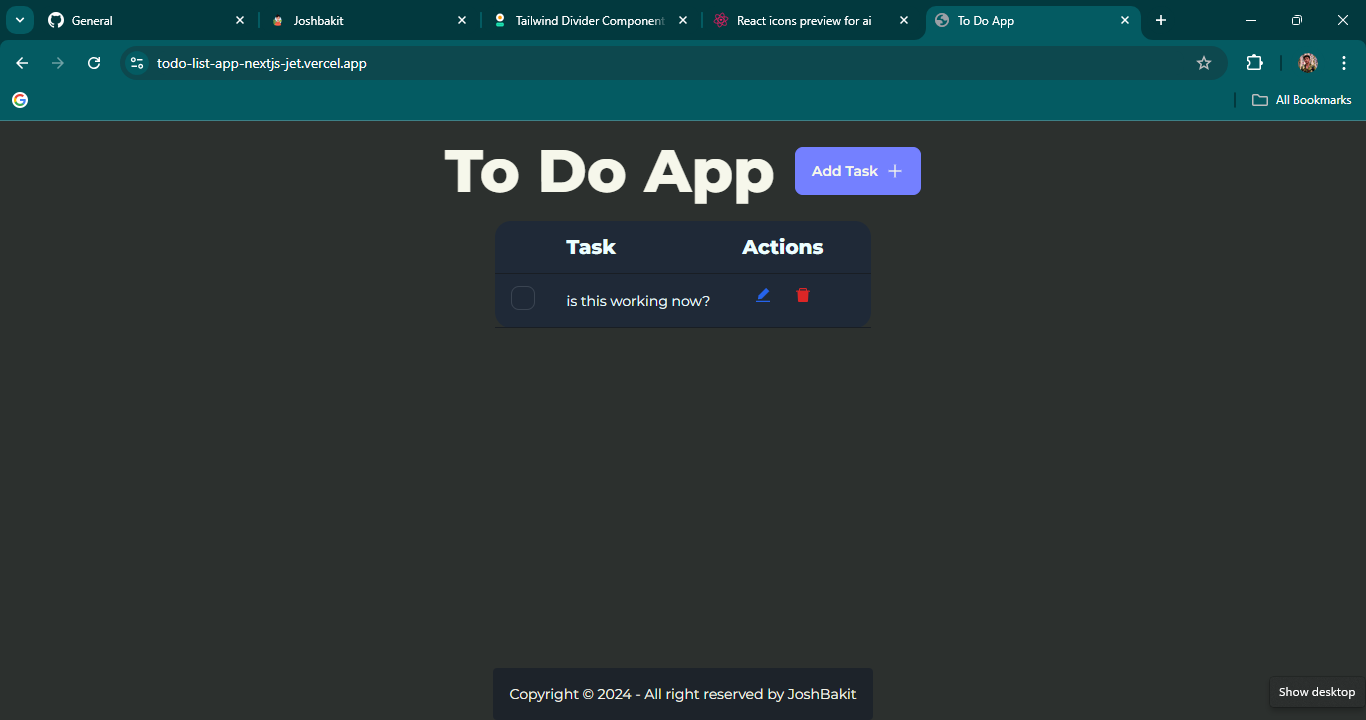 General
Joshbakit
Tailwind Divider Component
React icons preview for ai
To Do App
todo-list-app-nextjs-jet.vercel.app
All Bookmarks
To Do App
Add Task
Task Actions
is this working now?
Copyright © 2024 - All right reserved by JoshBakit
Show desktop